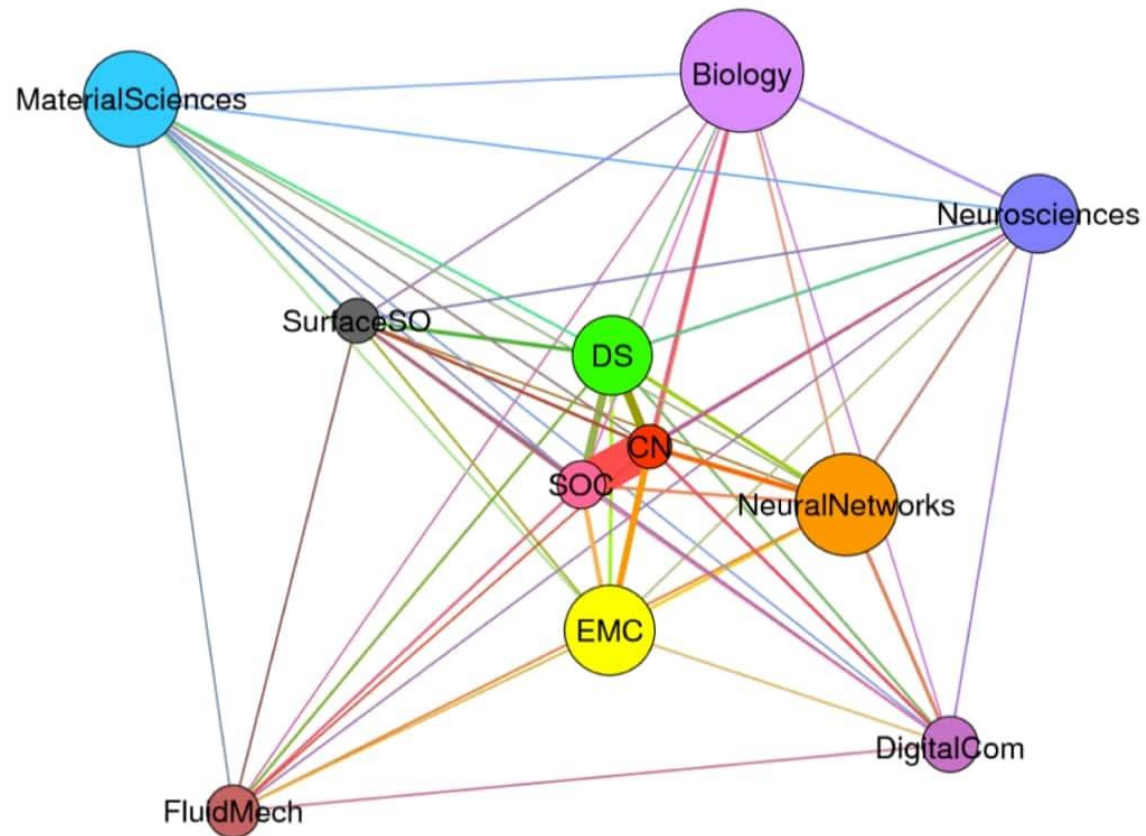 Biology
MaterialSciences
Neurosciences
SurfaceSO
DS
CN
SOC
NeuralNetworks
EMC
DigitalCom
FluidMech